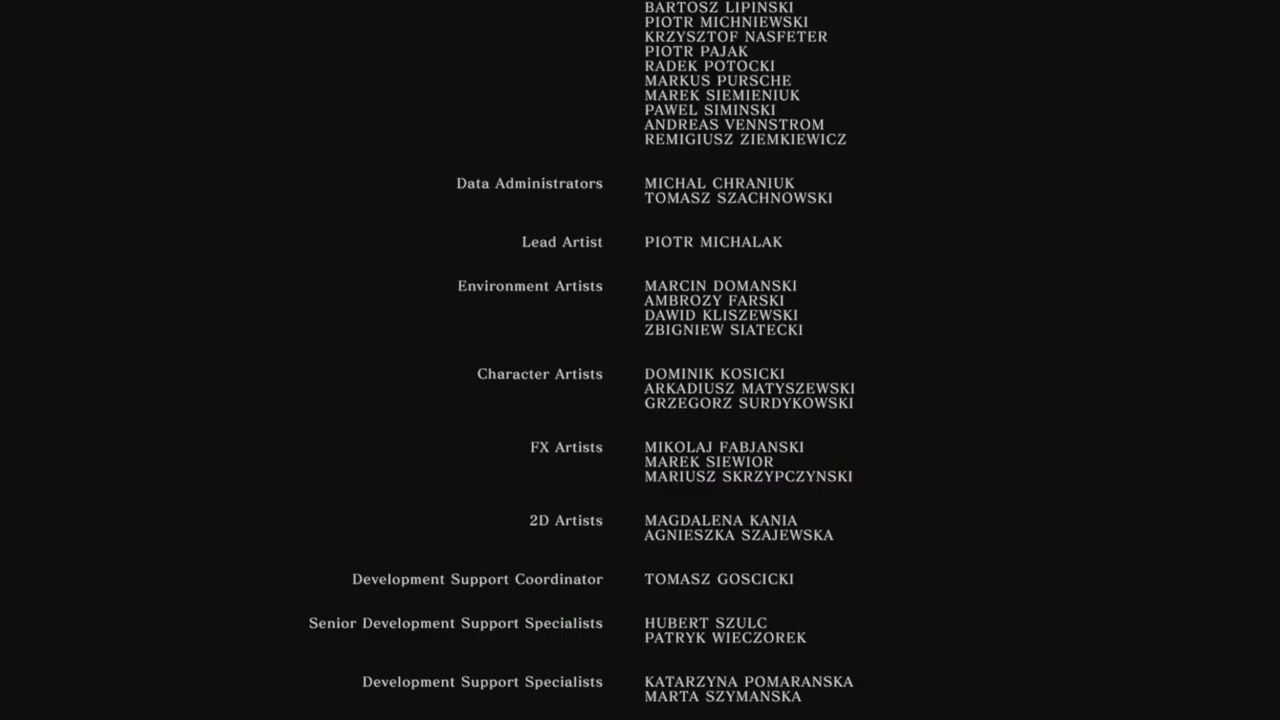 BARTOSZ LIPINSKI
PIOTR MICHNIEWSKI
KRZYSZTOF NASFETER
PIOTR PAJAK
RADEK POTOCKI
MARKUS PURSCHE
MAREK SIEMIENIUK
PAWEL SIMINSKI
ANDREAS VENNSTROM
REMIGIUSZ ZIEMKIEWICZ
Data Administrators MICHAL CHRANIUK
TOMASZ SZACHNOWSKI
Lead Artist PIOTR MICHALAK
Environment Artists MARCIN DOMANSKI
AMBROZY FARSKI
DAWID KLISZEWSKI
ZBIGNIEW SIATECKI
Character Artists DOMINIK KOSICKI
ARKADIUSZ MATYSZEWSKI
GRZEGORZ SURDYKOWSKI
FX Artists MIKOLAJ FABJANSKI
MAREK SIEWIOR
MARIUSZ SKRZYPCZYNSKI
2D Artists MAGDALENA KANIA
AGNIESZKA SZAJEWSKA
Development Support Coordinator TOMASZ GOSCICKI
Senior Development Support Specialists HUBERT SZULC
PATRYK WIECZOREK
Development Support Specialists KATARZYNA POMARANSKA
MARTA SZYMANSKA